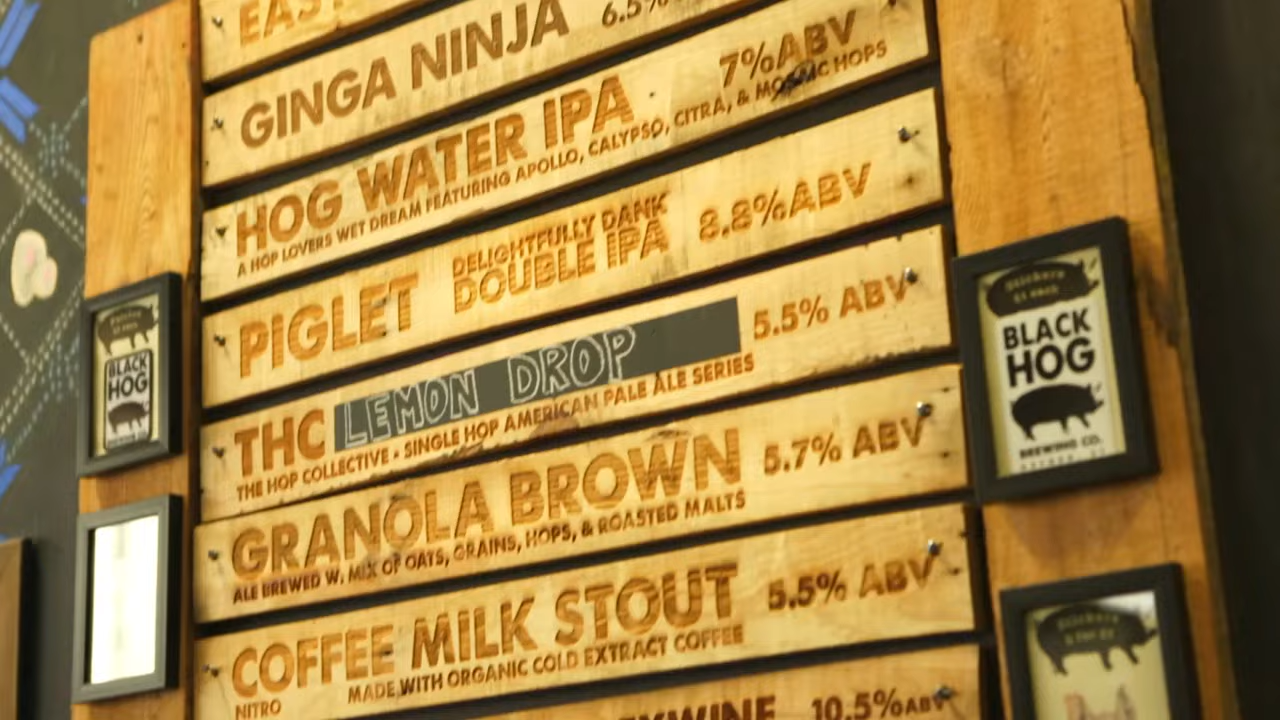 EAS
GINGA NINJA 6.5%
HOG WATER IPA 7%ABV
A HOP LOVERS WET DREAM FEATURING APOLLO, CALYPSO, CITRA, & MOSAIC HOPS
PIGLET DELIGHTFULLY DANK DOUBLE IPA 8.8%ABV
THC LEMON DROP 5.5% ABV
THE HOP COLLECTIVE • SINGLE HOP AMERICAN PALE ALE SERIES
GRANOLA BROWN 5.7% ABV
ALE BREWED W. MIX OF OATS, GRAINS, HOPS, & ROASTED MALTS
COFFEE MILK STOUT 5.5% ABV
NITRO MADE WITH ORGANIC COLD EXTRACT COFFEE
WINE 10.5%ABV
BLACK
HOG
Stickers
BLACK
HOG
BREWING CO.
Stickers